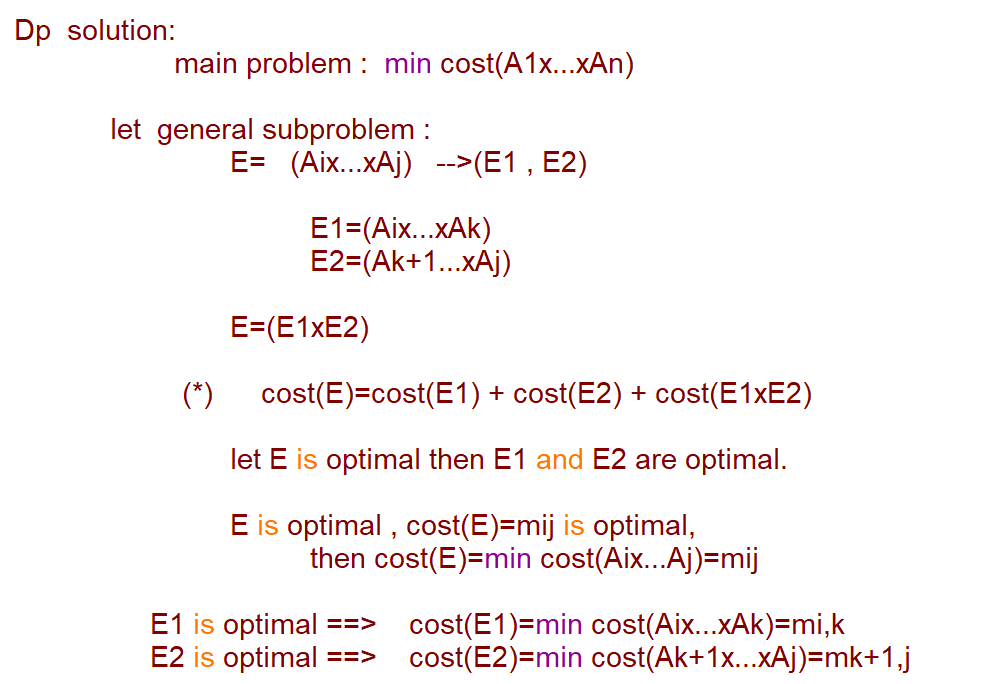 Dp solution:
main problem : min cost(A1x...xAn)
let general subproblem :
E= (Aix...xAj) -->(E1 , E2)
E1=(Aix...xAk)
E2=(Ak+1...xAj)
E=(E1xE2)
(*) cost(E)=cost(E1) + cost(E2) + cost(E1xE2)
let E is optimal then E1 and E2 are optimal.
E is optimal , cost(E)=mij is optimal,
then cost(E)=min cost(Aix...Aj)=mij
E1 is optimal ==> cost(E1)=min cost(Aix...xAk)=mi,k
E2 is optimal ==> cost(E2)=min cost(Ak+1x...xAj)=mk+1,j